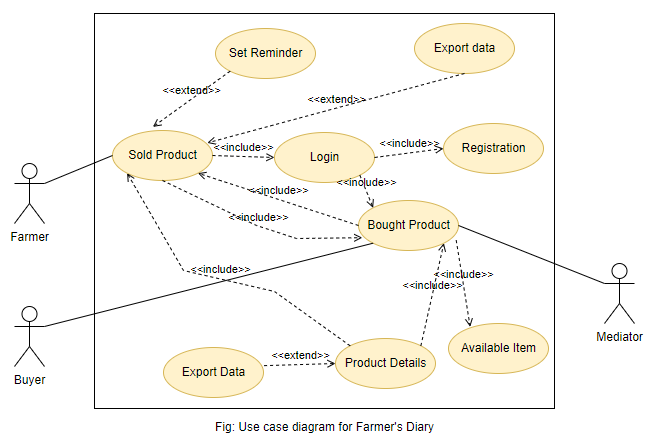 Set Reminder
Export data
<<extend>>
<<extend>>
Sold Product
<<include>>
Login
<<include>>
Registration
<<include>>
<<include>>
<<include>>
Bought Product
Farmer
<<include>>
<<include>>
<<include>>
Mediator
Buyer
Export Data
<<extend>>
Product Details
Available Item
Fig: Use case diagram for Farmer's Diary